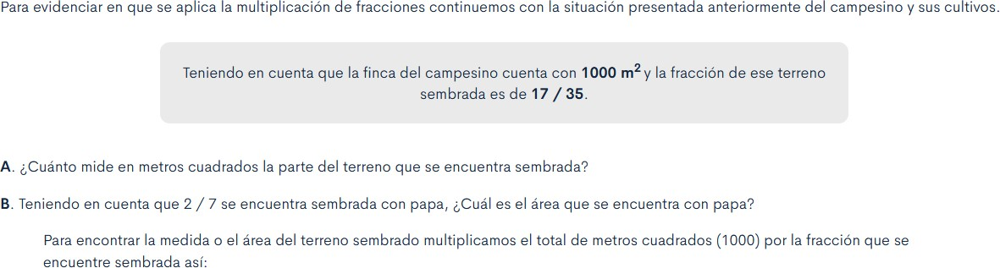 Para evidenciar en que se aplica la multiplicación de fracciones continuemos con la situación presentada anteriormente del campesino y sus cultivos.
Teniendo en cuenta que la finca del campesino cuenta con 1000 m² y la fracción de ese terreno
sembrada es de 17 / 35.
A. ¿Cuánto mide en metros cuadrados la parte del terreno que se encuentra sembrada?
B. Teniendo en cuenta que 2 / 7 se encuentra sembrada con papa, ¿Cuál es el área que se encuentra con papa?
Para encontrar la medida o el área del terreno sembrado multiplicamos el total de metros cuadrados (1000) por la fracción que se
encuentre sembrada así: